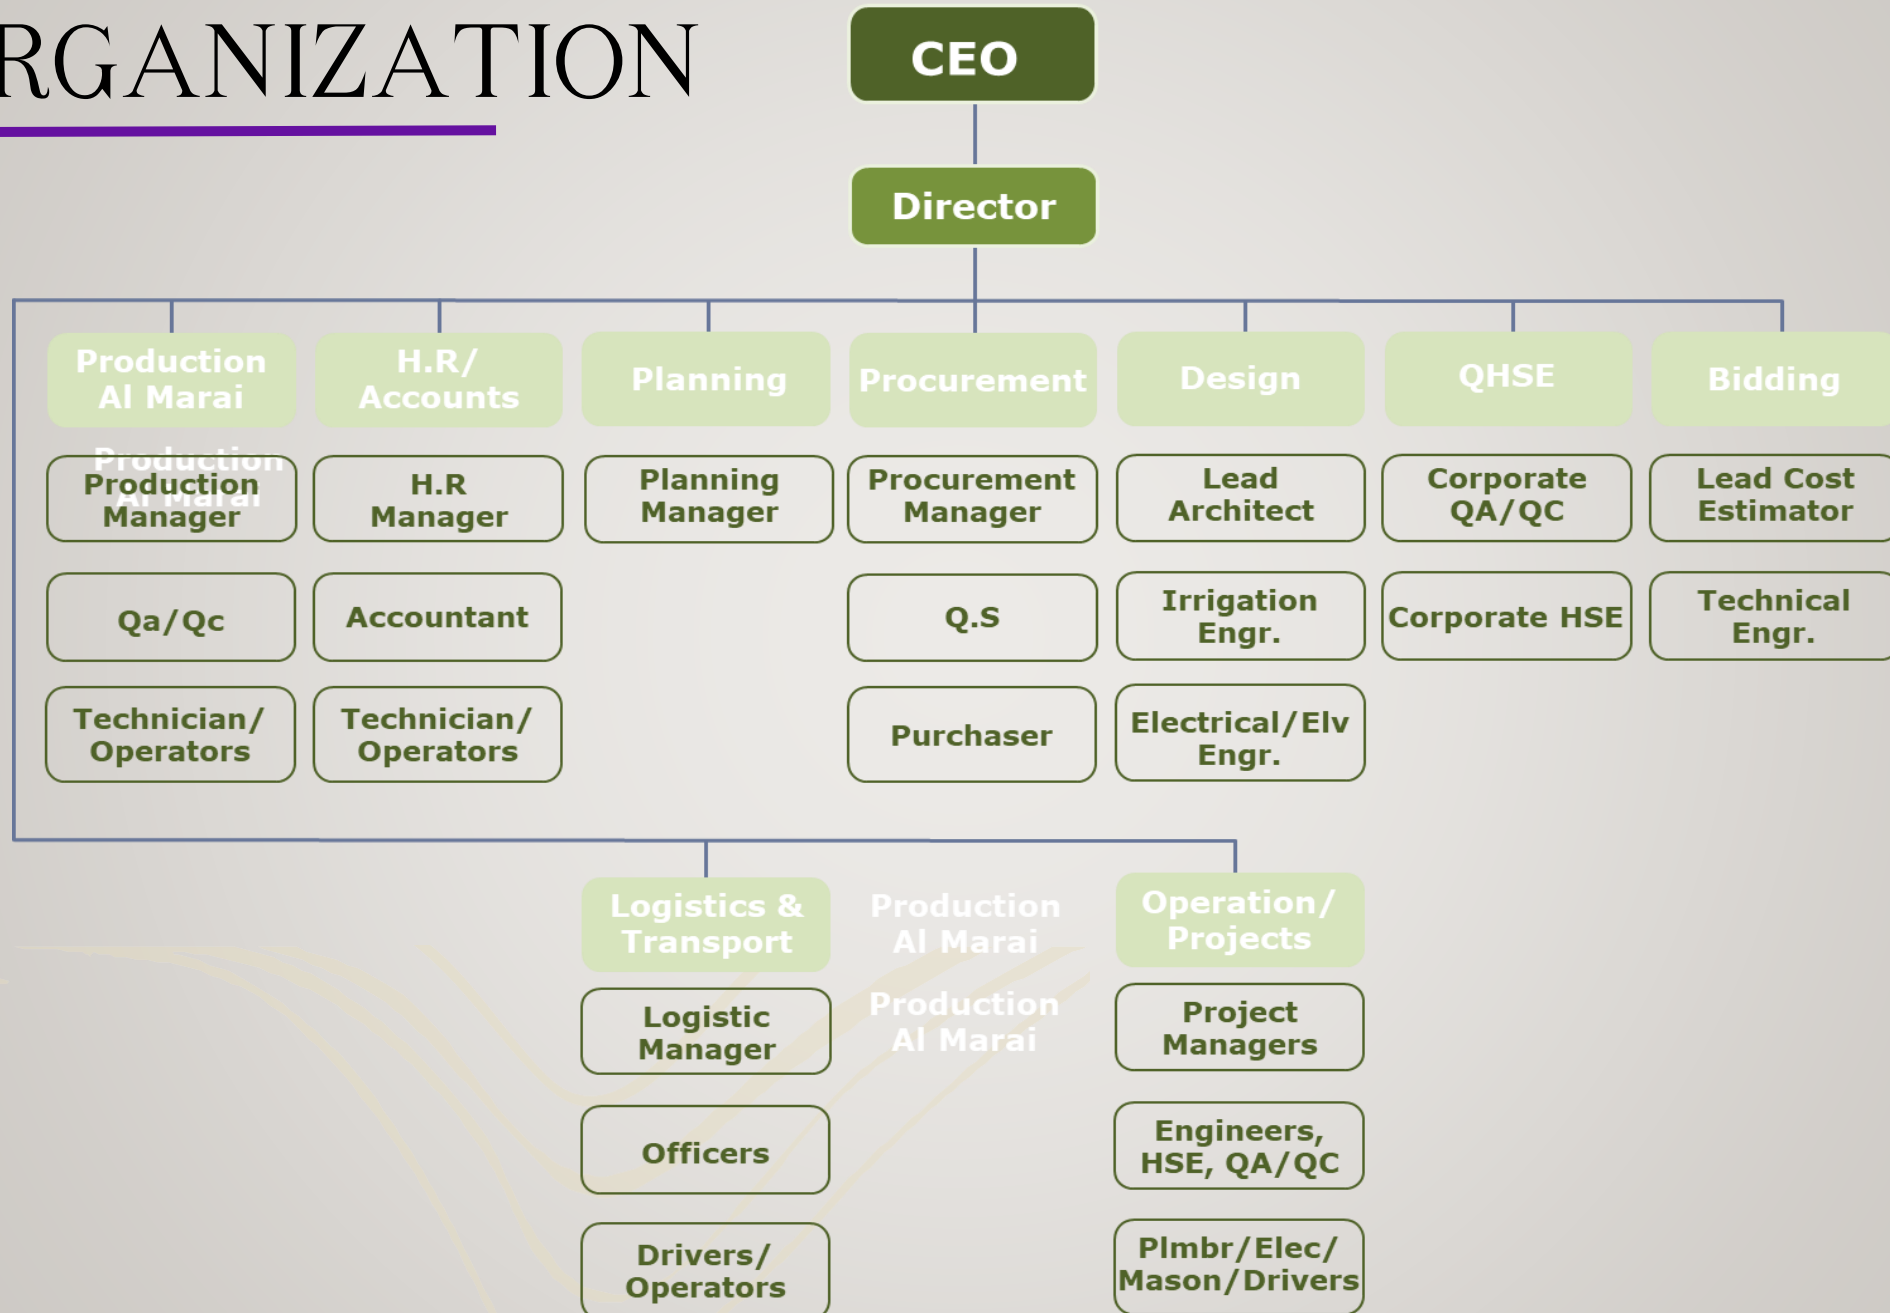 RGANIZATION
CEO
Director
Production
Al Marai
H.R/
Accounts
Planning
Procurement
Design
QHSE
Bidding
Production
Al Marai
Production
Manager
H.R
Manager
Planning
Manager
Procurement
Manager
Lead
Architect
Corporate
QA/QC
Lead Cost
Estimator
Qa/Qc
Accountant
Q.S
Irrigation
Engr.
Corporate HSE
Technical
Engr.
Technician/
Operators
Technician/
Operators
Purchaser
Electrical/Elv
Engr.
Logistics &
Transport
Production
Al Marai
Operation/
Projects
Logistic
Manager
Production
Al Marai
Project
Managers
Officers
Engineers,
HSE, QA/QC
Drivers/
Operators
Plmbr/Elec/
Mason/Drivers